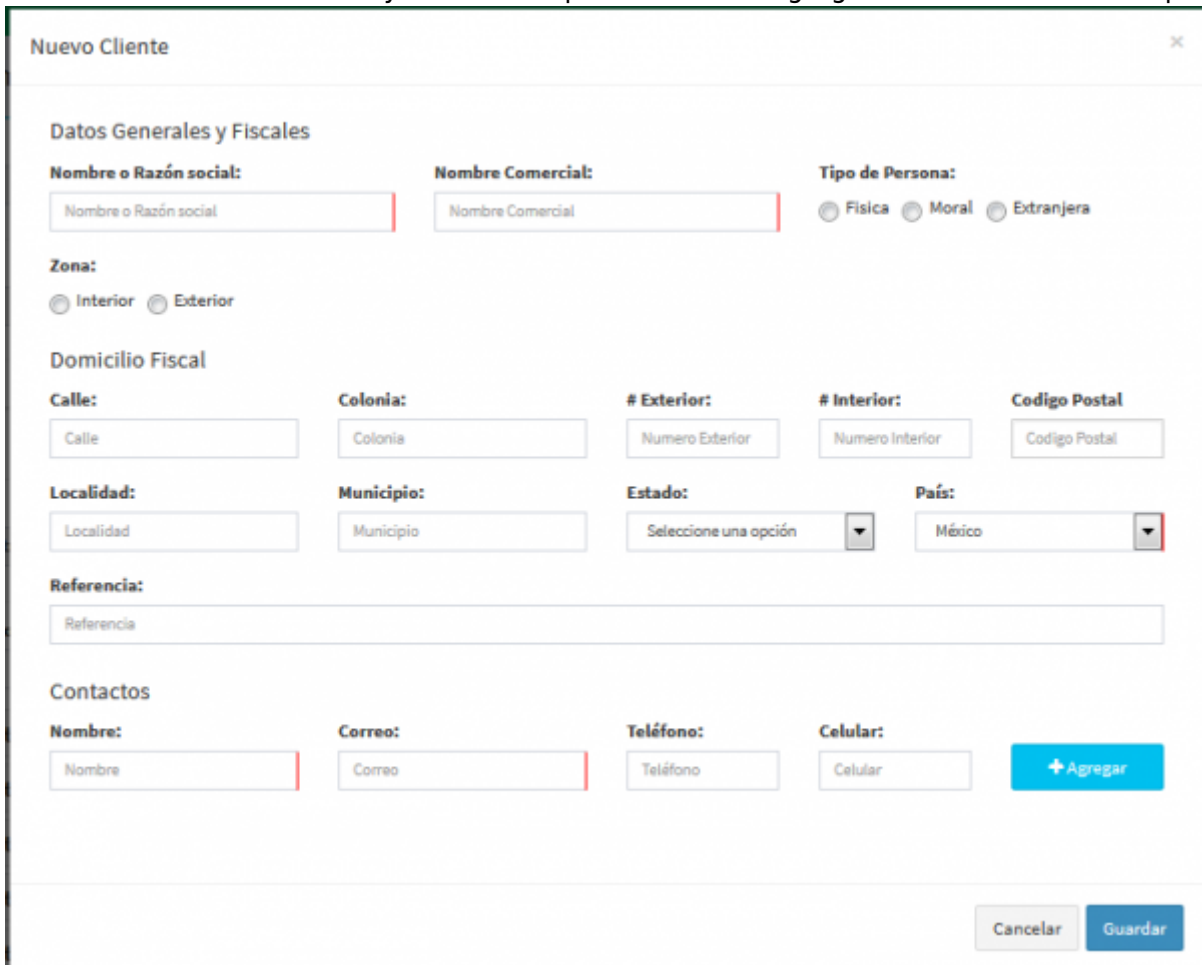 Nuevo Cliente ×
Datos Generales y Fiscales
Nombre o Razón social: Nombre Comercial: Tipo de Persona:
Nombre o Razón social Nombre Comercial Fisica Moral Extranjera
Zona:
Interior Exterior
Domicilio Fiscal
Calle: Colonia: # Exterior: # Interior: Codigo Postal
Calle Colonia Numero Exterior Numero Interior Codigo Postal
Localidad: Municipio: Estado: País:
Localidad Municipio Seleccione una opción México
Referencia:
Referencia
Contactos
Nombre: Correo: Teléfono: Celular:
Nombre Correo Teléfono Celular +Agregar
Cancelar Guardar